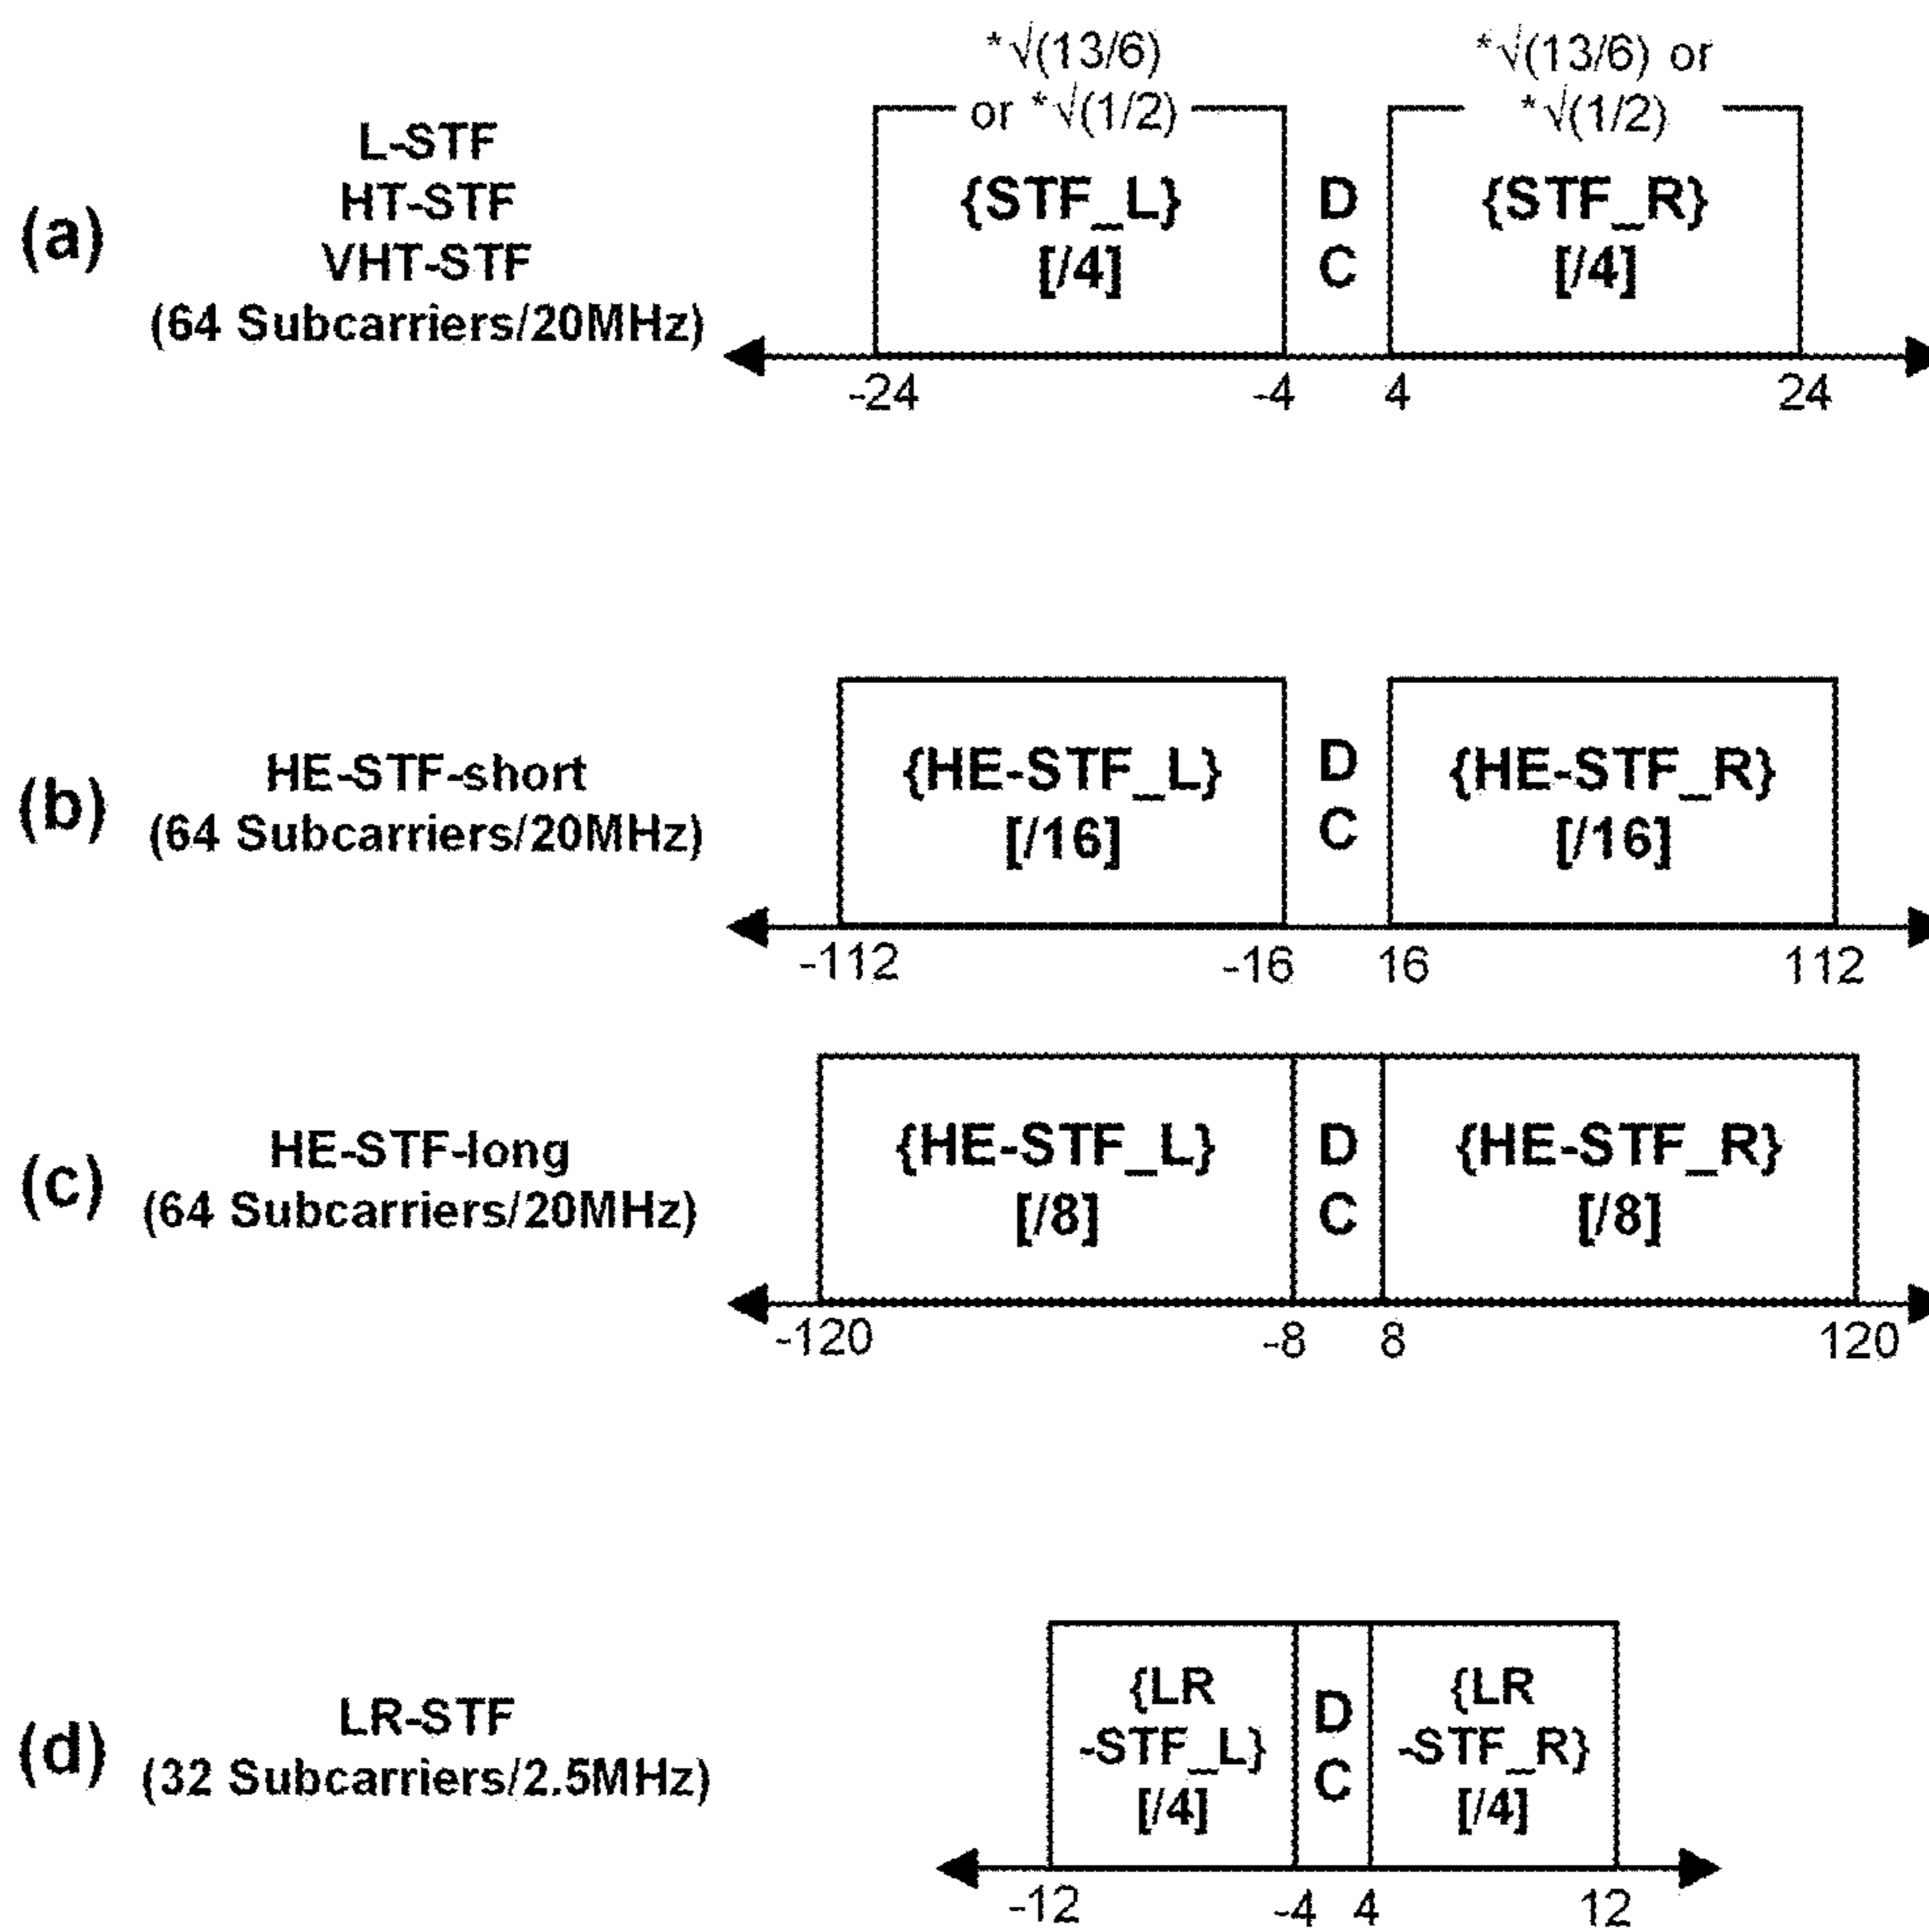 *√(13/6)
or *√(1/2)
*√(13/6) or
*√(1/2)
(a)
L-STF
HT-STF
VHT-STF
(64 Subcarriers/20MHz)
{STF_L}
[/4]
D
C
{STF_R}
[/4]
-24
-4
4
24
(b)
HE-STF-short
(64 Subcarriers/20MHz)
{HE-STF_L}
[/16]
D
C
{HE-STF_R}
[/16]
-112
-16
16
112
(c)
HE-STF-long
(64 Subcarriers/20MHz)
{HE-STF_L}
[/8]
D
C
{HE-STF_R}
[/8]
-120
-8
8
120
(d)
LR-STF
(32 Subcarriers/2.5MHz)
{LR
-STF_L}
[/4]
D
C
{LR
-STF_R}
[/4]
-12
-4
4
12